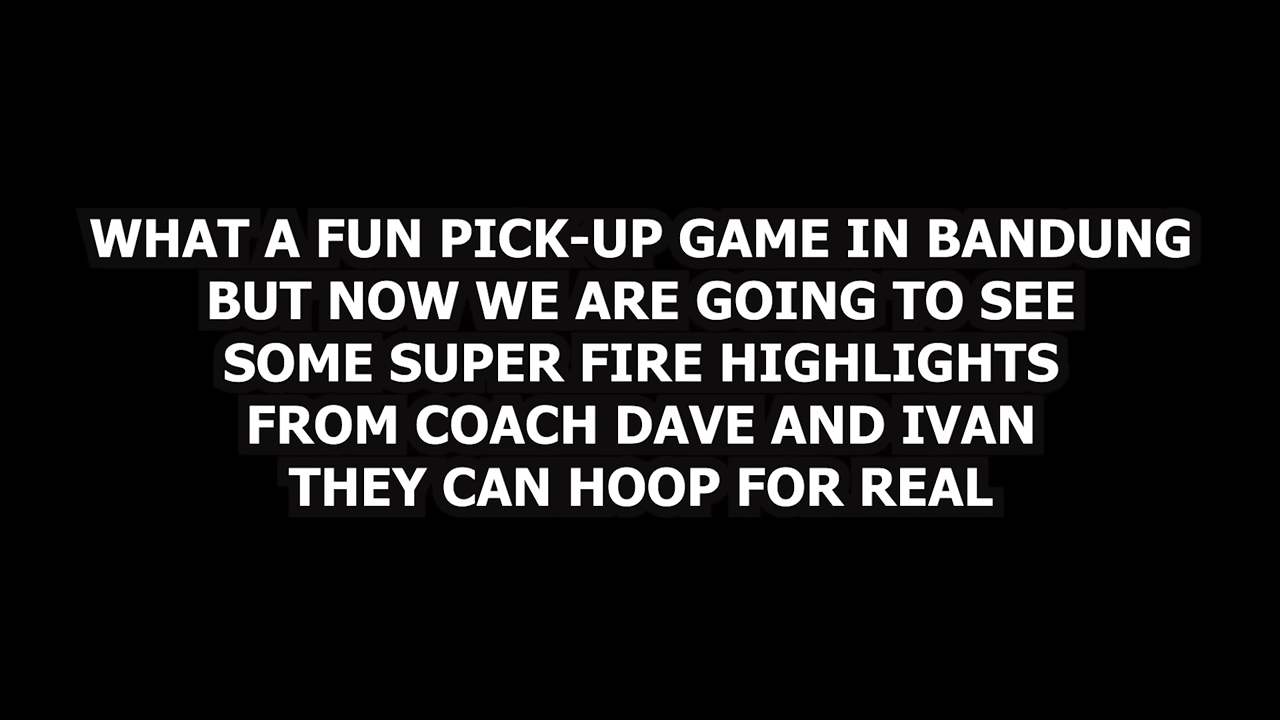 WHAT A FUN PICK-UP GAME IN BANDUNG
BUT NOW WE ARE GOING TO SEE
SOME SUPER FIRE HIGHLIGHTS
FROM COACH DAVE AND IVAN
THEY CAN HOOP FOR REAL